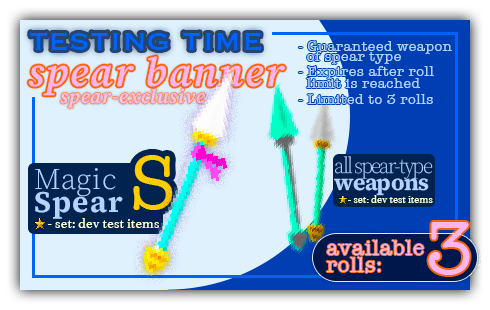 TESTING TIME
spear banner
spear-exclusive
- Guaranteed weapon
of spear type
- Expires after roll
limit is reached
- Limited to 3 rolls
Magic
Spear
S
★ - set: dev test items
all spear-type
weapons
★ - set: dev test items
available
rolls:
3